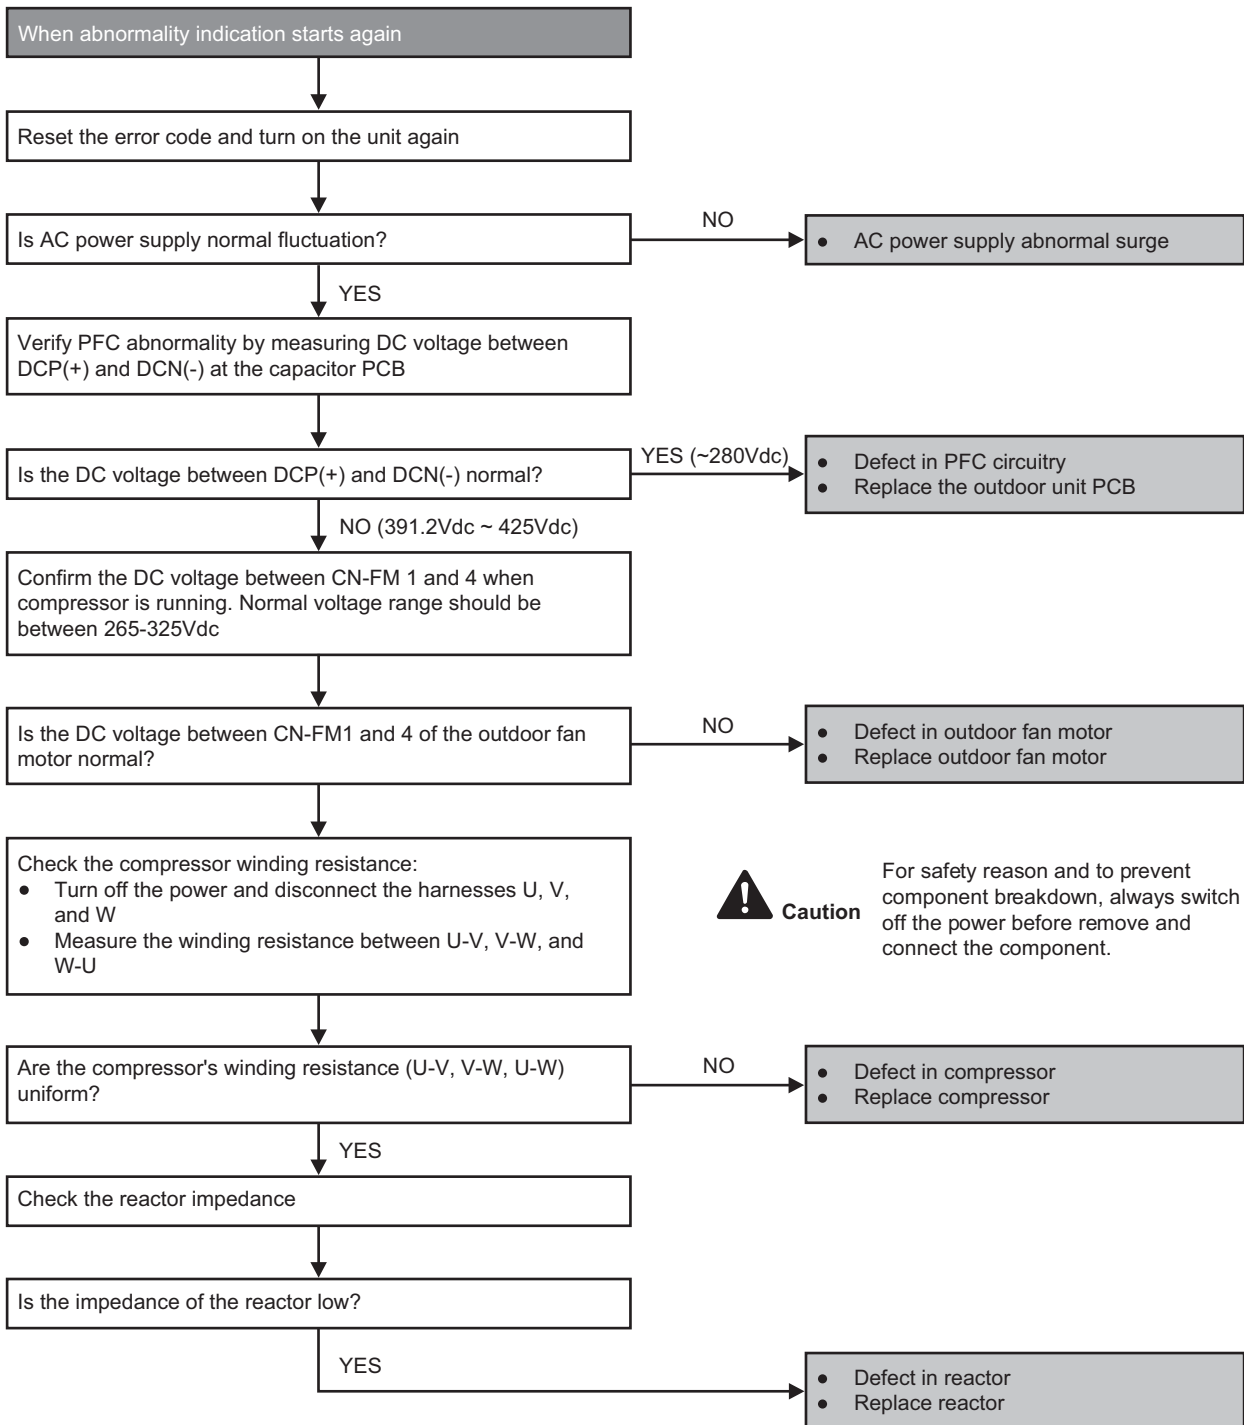 When abnormality indication starts again
Reset the error code and turn on the unit again
Is AC power supply normal fluctuation?
NO
● AC power supply abnormal surge
YES
Verify PFC abnormality by measuring DC voltage between
DCP(+) and DCN(-) at the capacitor PCB
Is the DC voltage between DCP(+) and DCN(-) normal?
YES (~280Vdc)
● Defect in PFC circuitry
● Replace the outdoor unit PCB
NO (391.2Vdc ~ 425Vdc)
Confirm the DC voltage between CN-FM 1 and 4 when
compressor is running. Normal voltage range should be
between 265-325Vdc
Is the DC voltage between CN-FM1 and 4 of the outdoor fan
motor normal?
NO
● Defect in outdoor fan motor
● Replace outdoor fan motor
Check the compressor winding resistance:
● Turn off the power and disconnect the harnesses U, V,
and W
● Measure the winding resistance between U-V, V-W, and
W-U
Caution
For safety reason and to prevent
component breakdown, always switch
off the power before remove and
connect the component.
Are the compressor's winding resistance (U-V, V-W, U-W)
uniform?
NO
● Defect in compressor
● Replace compressor
YES
Check the reactor impedance
Is the impedance of the reactor low?
YES
● Defect in reactor
● Replace reactor